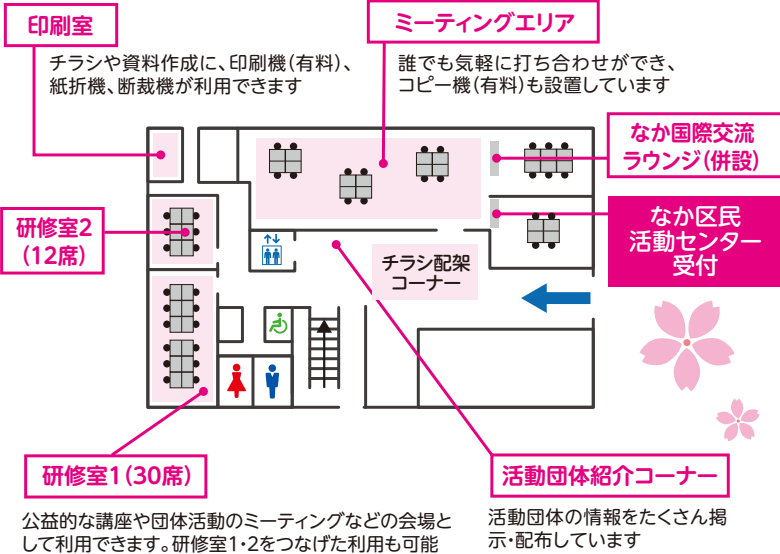 印刷室
チラシや資料作成に、印刷機(有料)、
紙折機、断裁機が利用できます
ミーティングエリア
誰でも気軽に打ち合わせができ、
コピー機(有料)も設置しています
なか国際交流
ラウンジ(併設)
なか区民
活動センター
受付
研修室2
(12席)
チラシ配架
コーナー
研修室1(30席)
公益的な講座や団体活動のミーティングなどの会場と
して利用できます。研修室1・2をつなげた利用も可能
活動団体紹介コーナー
活動団体の情報をたくさん掲
示・配布しています